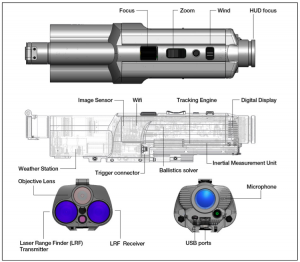 Focus
Zoom
Wind
HUD focus
Image Sensor
Wifi
Tracking Engine
Digital Display
Weather Station
Trigger connector
Ballistics solver
Inertial Measurement Unit
Objective Lens
Microphone
Laser Range Finder (LRF)
Transmitter
LRF Receiver
USB ports